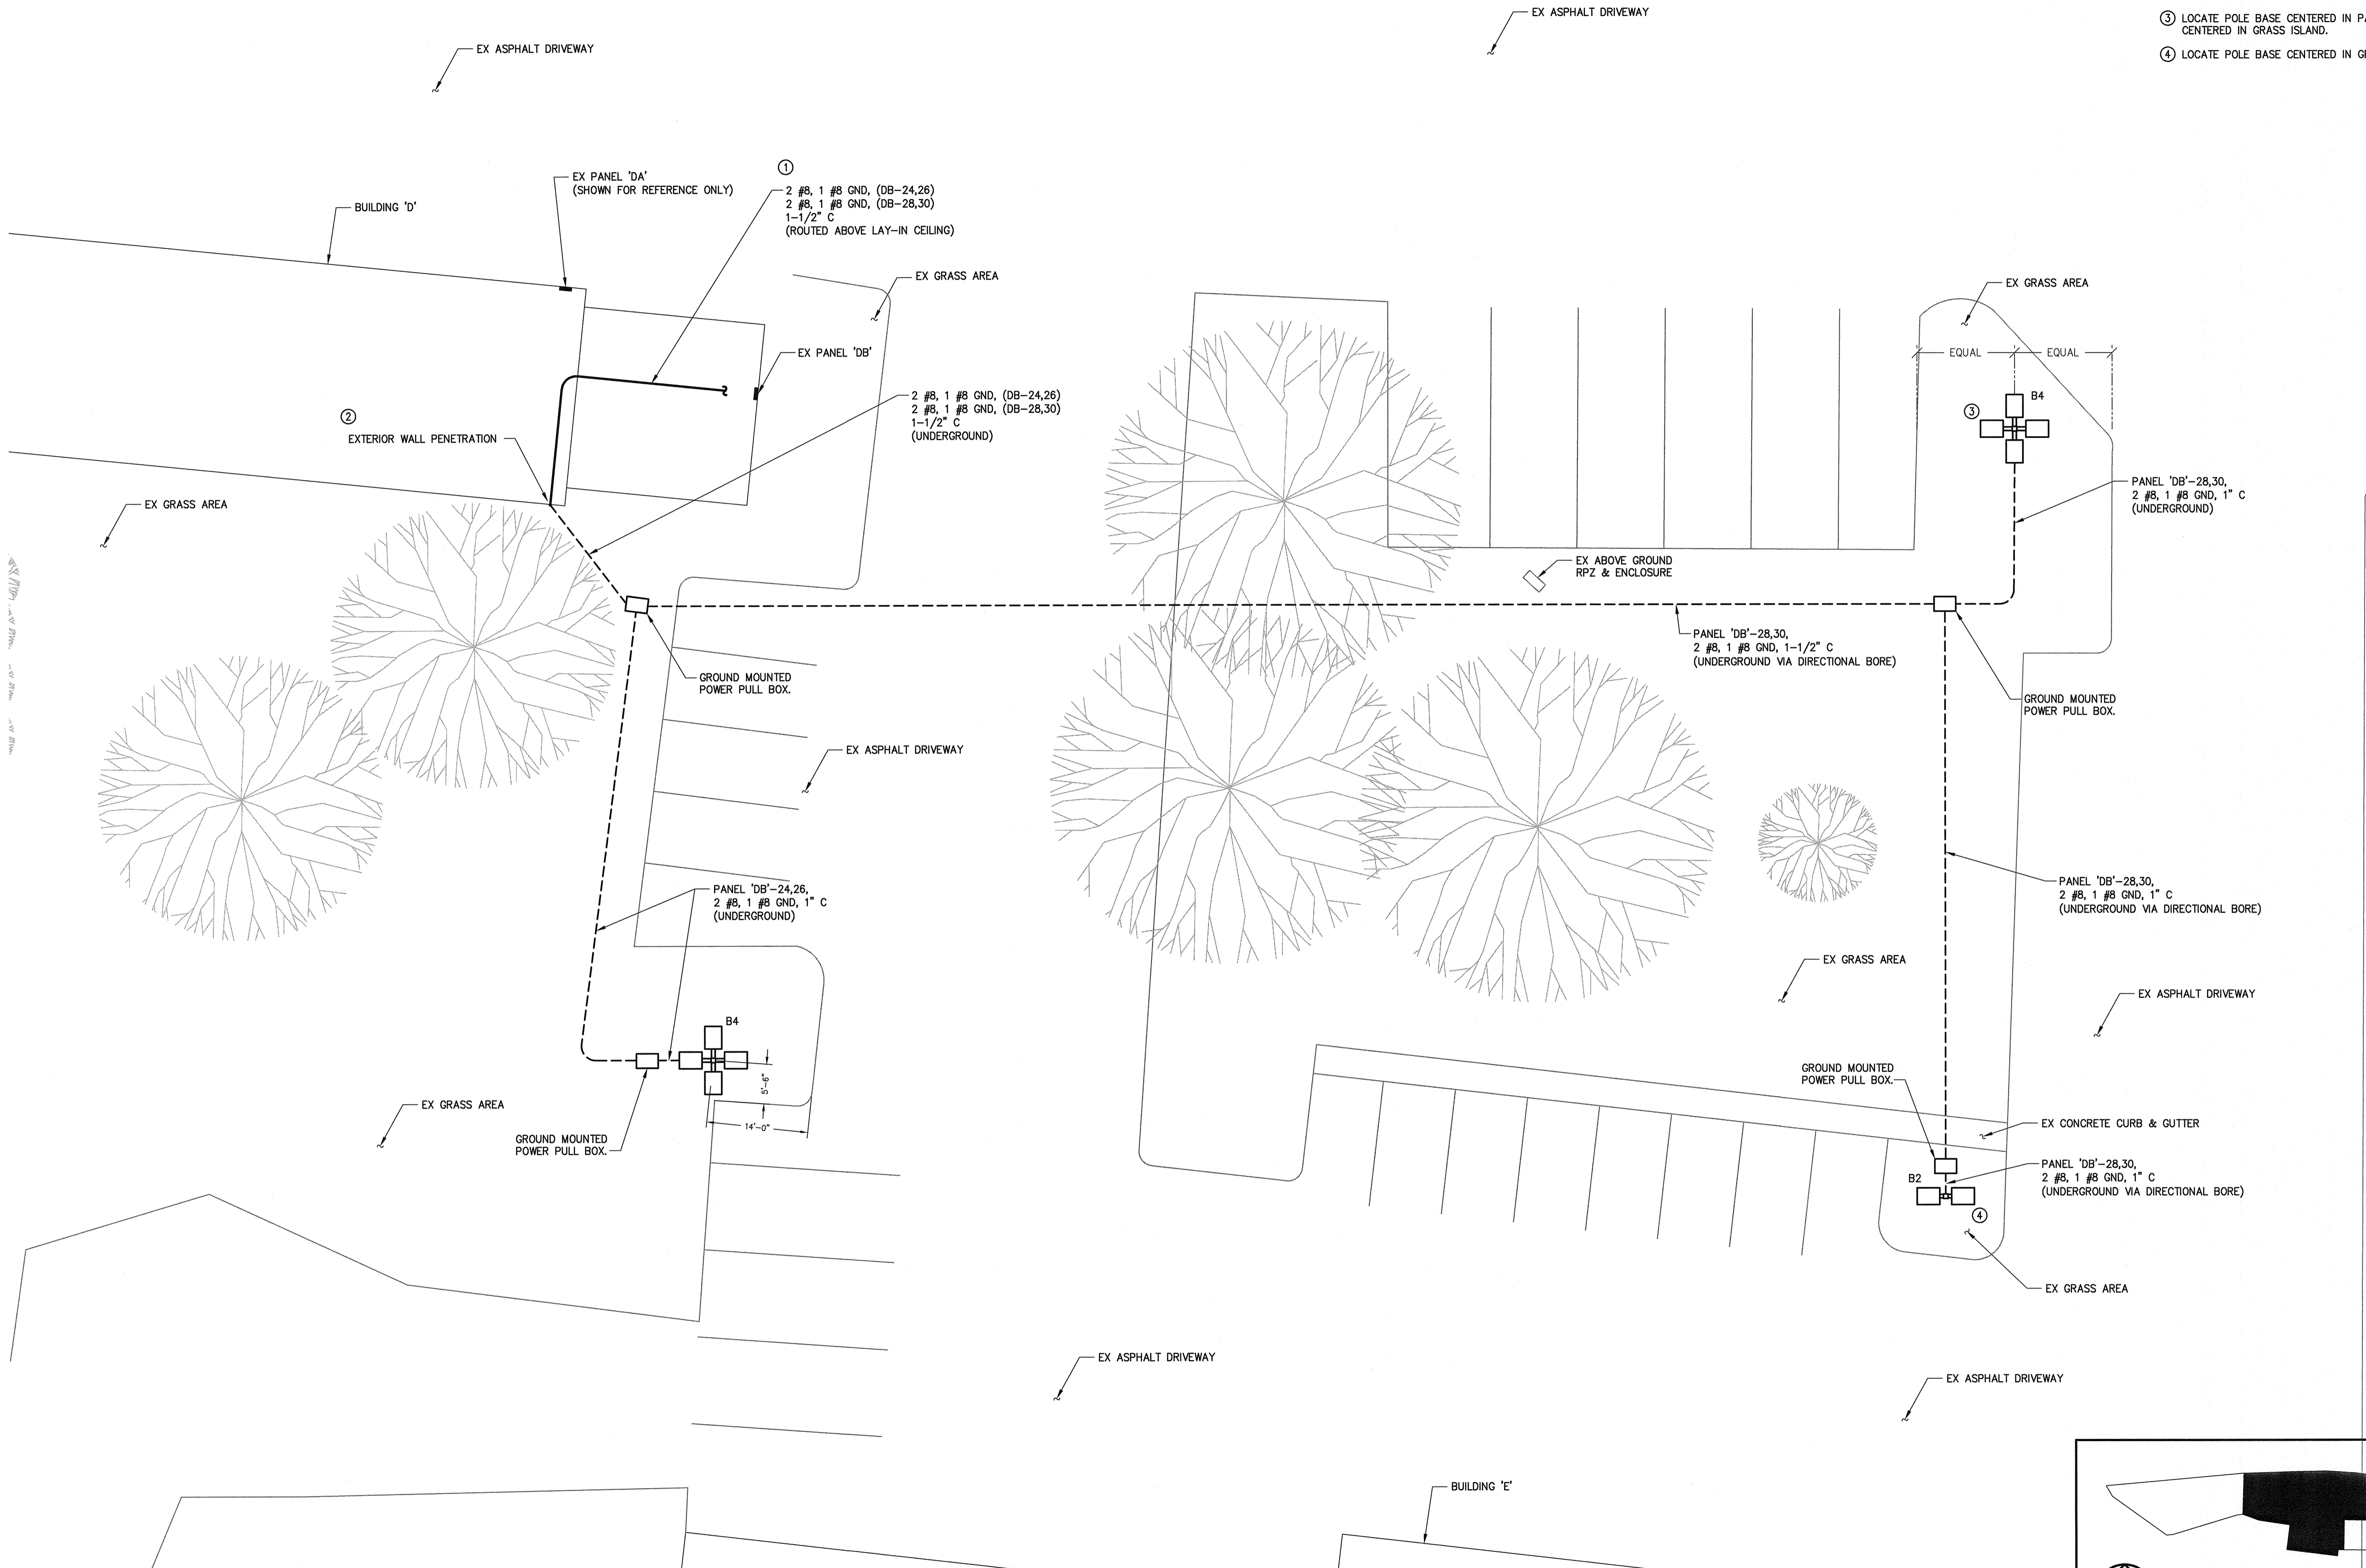 EX ASPHALT DRIVEWAY
③ LOCATE POLE BASE CENTERED IN
CENTERED IN GRASS ISLAND.
EX ASPHALT DRIVEWAY
④ LOCATE POLE BASE CENTERED IN
①
EX PANEL 'DA'
(SHOWN FOR REFERENCE ONLY)
2 #8, 1 #8 GND, (DB-24,26)
2 #8, 1 #8 GND, (DB-28,30)
1-1/2" C
(ROUTED ABOVE LAY-IN CEILING)
BUILDING 'D'
EX GRASS AREA
EX GRASS AREA
EX PANEL 'DB'
EQUAL
EQUAL
2 #8, 1 #8 GND, (DB-24,26)
2 #8, 1 #8 GND, (DB-28,30)
1-1/2" C
(UNDERGROUND)
B4
③
②
EXTERIOR WALL PENETRATION
PANEL 'DB'-28,30,
2 #8, 1 #8 GND, 1" C
(UNDERGROUND)
EX GRASS AREA
EX ABOVE GROUND
RPZ & ENCLOSURE
PANEL 'DB'-28,30,
2 #8, 1 #8 GND, 1-1/2" C
(UNDERGROUND VIA DIRECTIONAL BORE)
GROUND MOUNTED
POWER PULL BOX.
GROUND MOUNTED
POWER PULL BOX.
EX ASPHALT DRIVEWAY
PANEL 'DB'-24,26,
2 #8, 1 #8 GND, 1" C
(UNDERGROUND)
PANEL 'DB'-28,30,
2 #8, 1 #8 GND, 1" C
(UNDERGROUND VIA DIRECTIONAL BORE)
EX GRASS AREA
EX ASPHALT DRIVEWAY
B4
5'-6"
14'-0"
GROUND MOUNTED
POWER PULL BOX.
EX GRASS AREA
GROUND MOUNTED
POWER PULL BOX.
EX CONCRETE CURB & GUTTER
PANEL 'DB'-28,30,
2 #8, 1 #8 GND, 1" C
(UNDERGROUND VIA DIRECTIONAL BORE)
B2
④
EX GRASS AREA
EX ASPHALT DRIVEWAY
EX ASPHALT DRIVEWAY
BUILDING 'E'